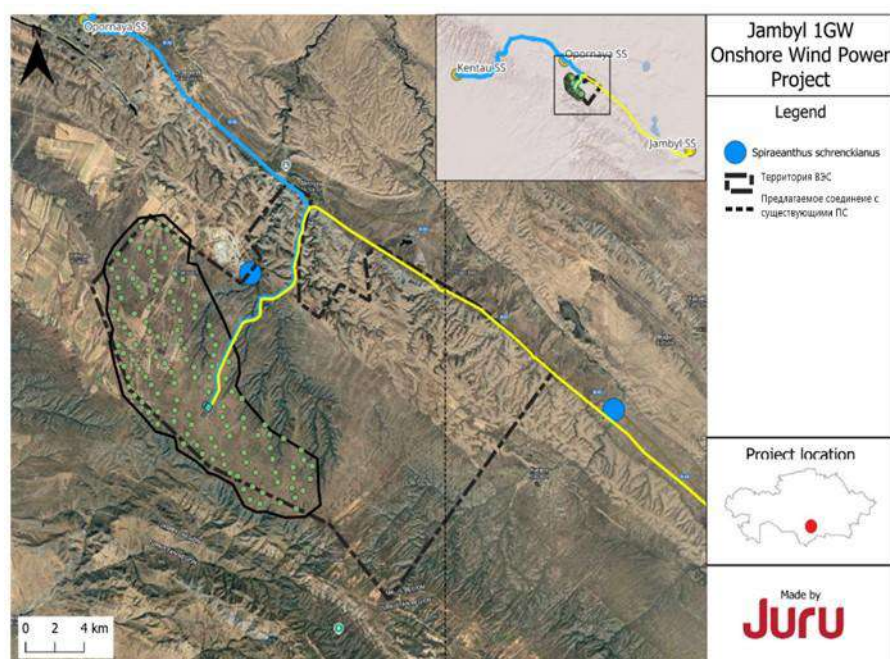 Opornaya SS
N
Opornaya SS
Kentau SS
Jambyl SS
0 2 4 km
Jambyl 1GW
Onshore Wind Power
Project
Legend
Spiraeanthus schrenckianus
Территория ВЭС
Предлагаемое соединение с
существующими ПС
Project location
Made by
Juru